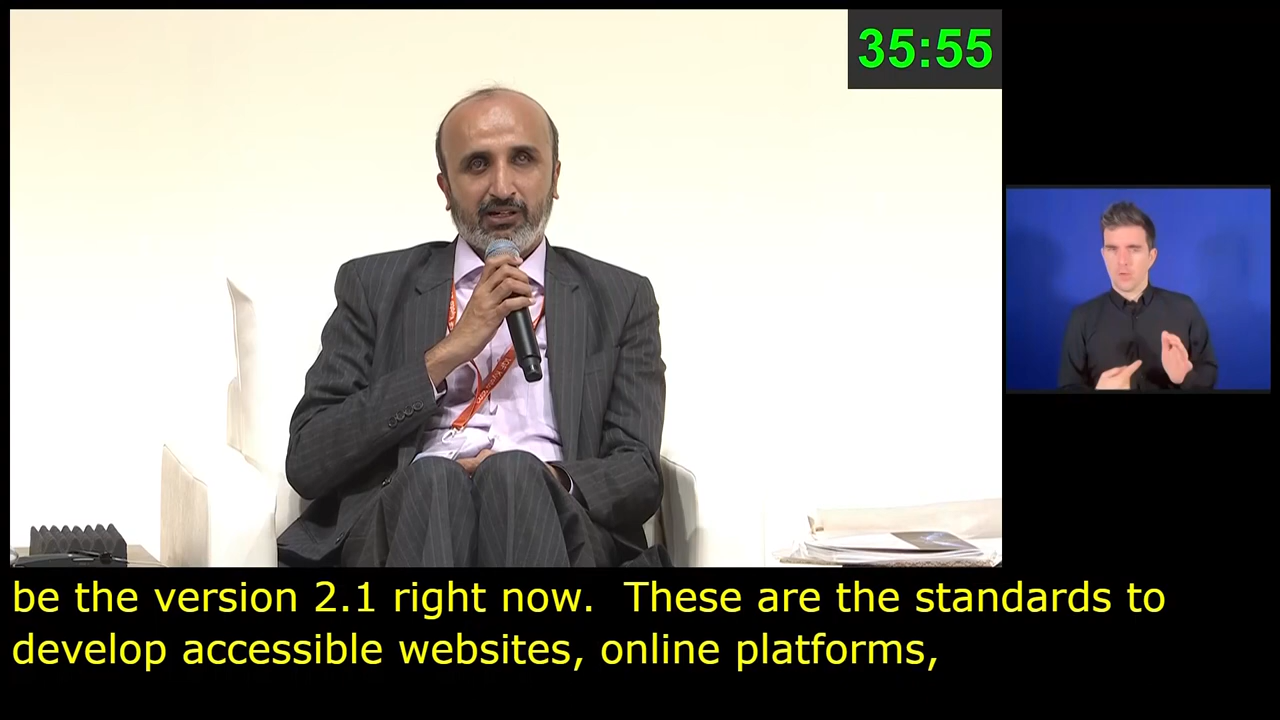 35:55
be the version 2.1 right now.  These are the standards to
develop accessible websites, online platforms,